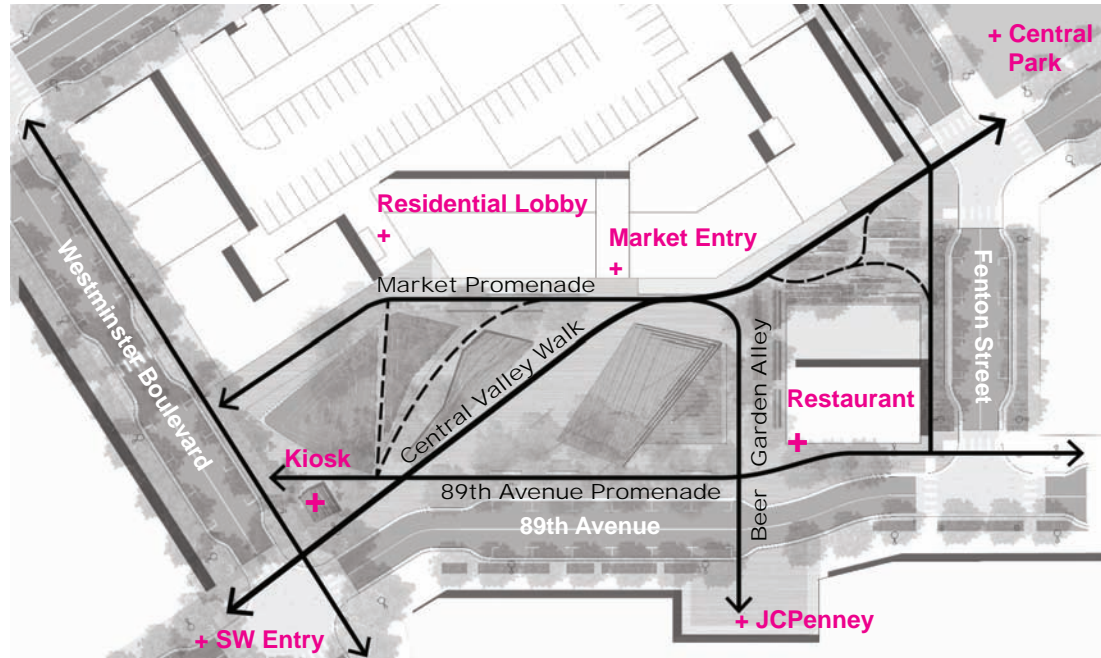 + Central
Park
Residential Lobby
+
Market Entry
+
Market Promenade
Westminster Boulevard
Central Valley Walk
Beer Garden Alley
Fenton Street
Restaurant
+
Kiosk
+
89th Avenue Promenade
89th Avenue
+ JCPenney
+ SW Entry